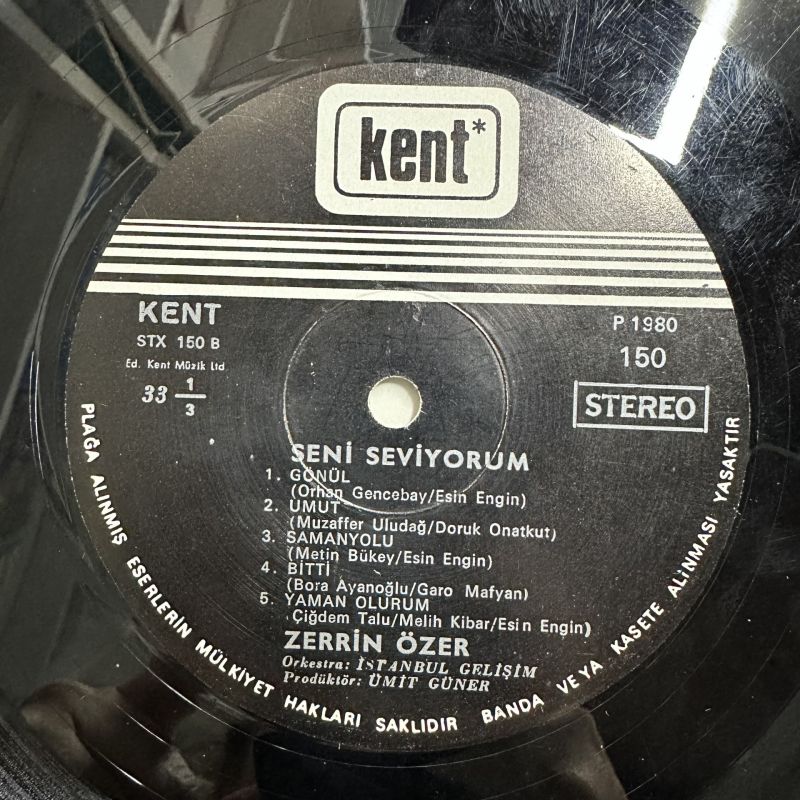 kent*
KENT
STX 150 B
Ed. Kent Müzik Ltd
33 1/3
P 1980
150
STEREO
SENİ SEVİYORUM
1. GÖNÜL
(Orhan Gencebay/Esin Engin)
2. UMUT
(Muzaffer Uludağ/Doruk Onatkut)
3. SAMANYOLU
(Metin Bükey/Esin Engin)
4. BİTTİ
(Bora Ayanoğlu/Garo Mafyan)
5. YAMAN OLURUM
(Çiğdem Talu/Melih Kibar/Esin Engin)
ZERRİN ÖZER
Orkestra: İSTANBUL GELİŞİM
Prodüktör: ÜMİT GÜNER
PLAĞA ALINMIŞ ESERLERİN MÜLKİYET HAKLARI SAKLIDIR BANDA VEYA KASETE ALINMASI YASAKTIR